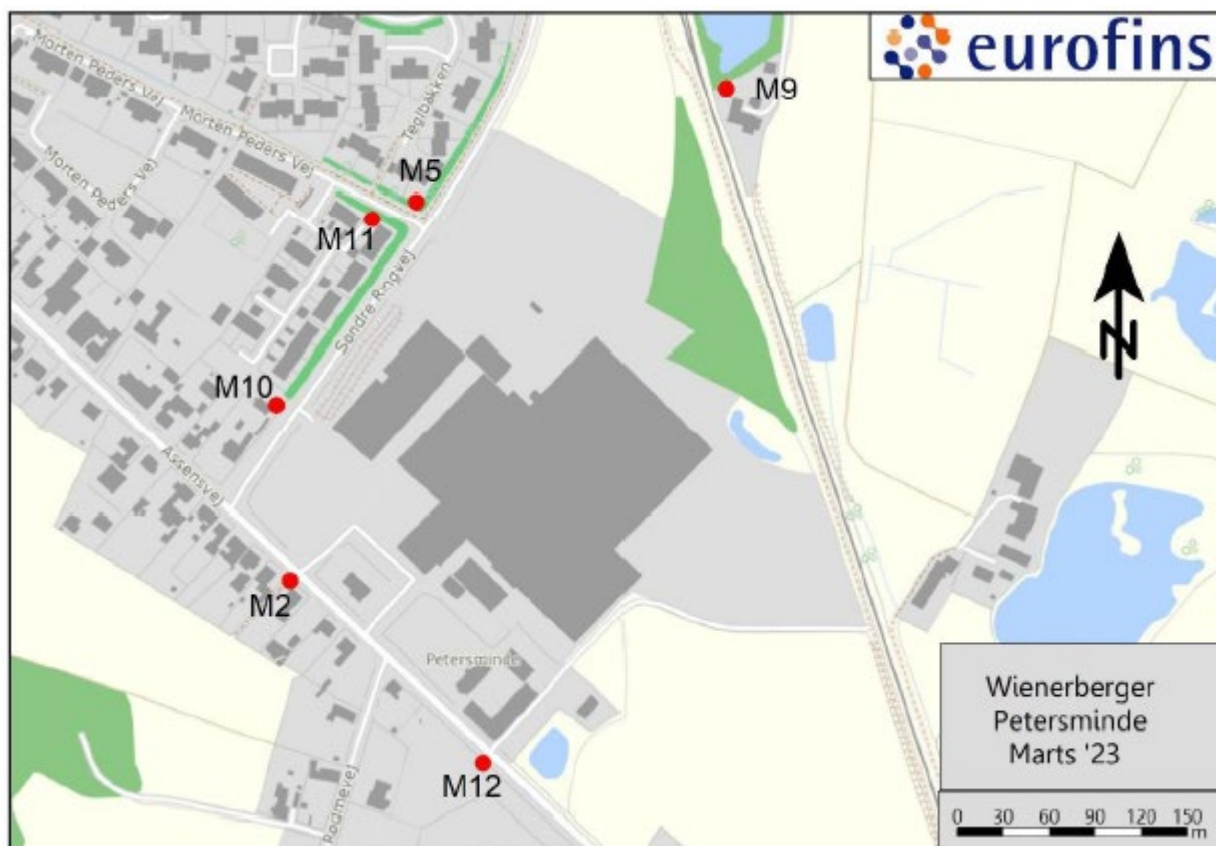 eurofins
M9
Morten Peders Vej
Morten Peders Vej
Morten Peders Vej
Teglbakken
M5
M11
Søndre Ringvej
M10
Assensvej
M2
N
Petersminde
M12
Rødmevej
Wienerberger
Petersminde
Marts '23
0 30 60 90 120 150
m